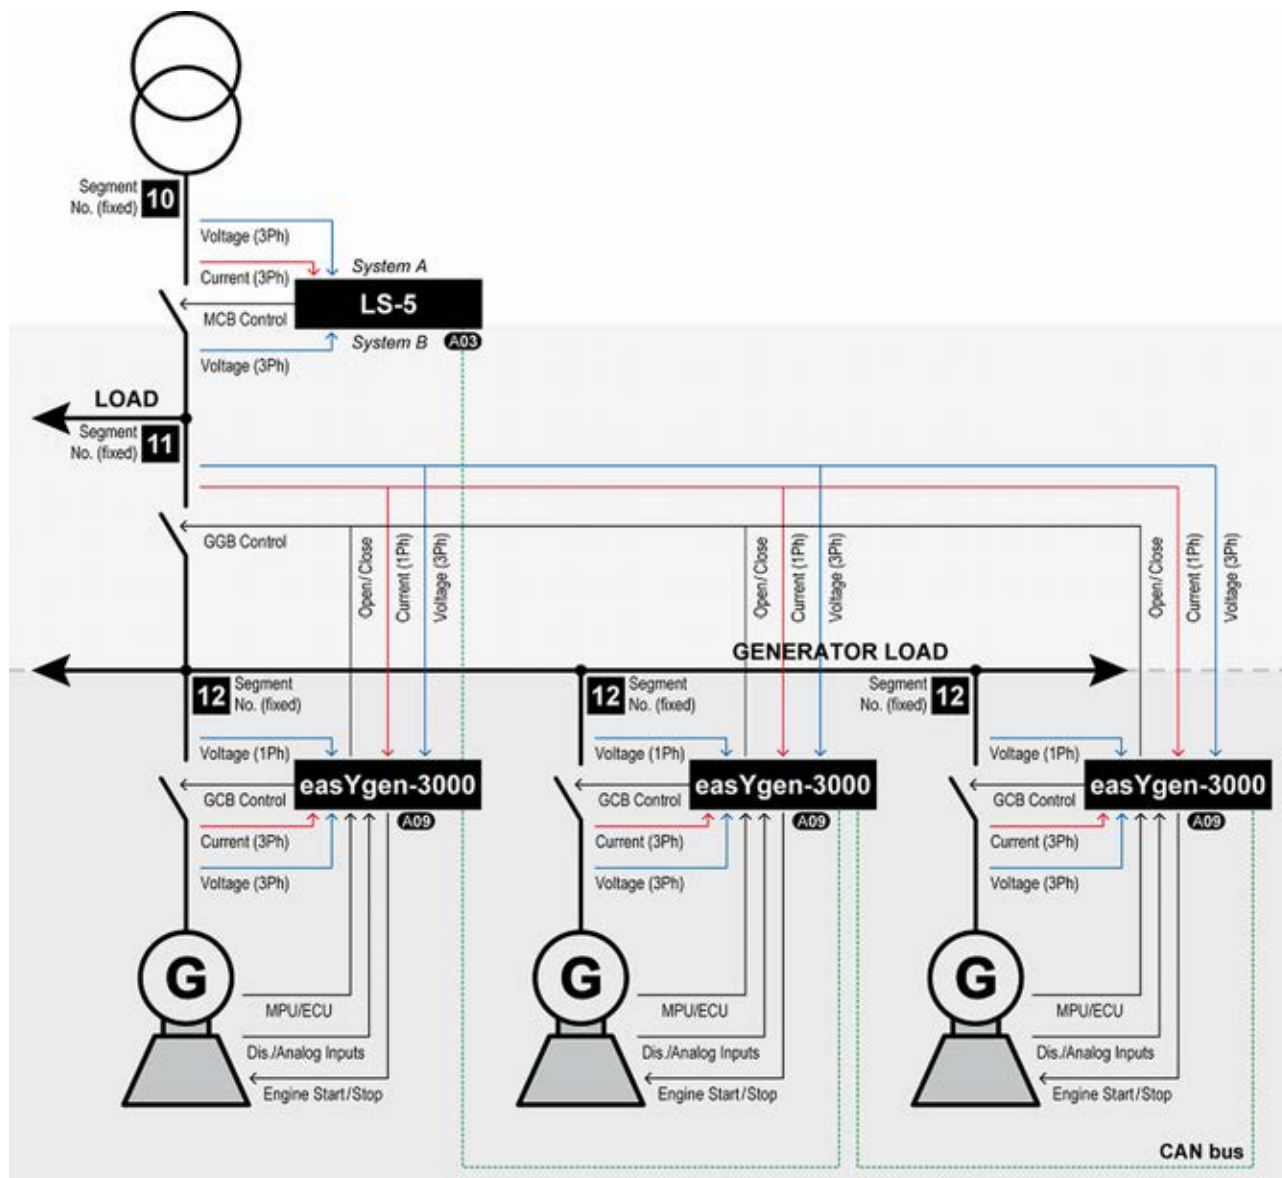 Segment
No. (fixed)
10
Voltage (3Ph)
Current (3Ph)
System A
LS-5
MCB Control
System B
A03
Voltage (3Ph)
LOAD
Segment
No. (fixed)
11
GGB Control
Open/Close
Current (1Ph)
Voltage (3Ph)
Open/Close
Current (1Ph)
Voltage (3Ph)
Open/Close
Current (1Ph)
Voltage (3Ph)
GENERATOR LOAD
12
Segment
No. (fixed)
12
Segment
No. (fixed)
Segment
No. (fixed)
12
Voltage (1Ph)
Voltage (1Ph)
Voltage (1Ph)
easYgen-3000
easYgen-3000
easYgen-3000
GCB Control
GCB Control
GCB Control
A09
A09
A09
Current (3Ph)
Current (3Ph)
Current (3Ph)
Voltage (3Ph)
Voltage (3Ph)
Voltage (3Ph)
G
G
G
MPU/ECU
MPU/ECU
MPU/ECU
Dis./Analog Inputs
Dis./Analog Inputs
Dis./Analog Inputs
Engine Start/Stop
Engine Start/Stop
Engine Start/Stop
CAN bus